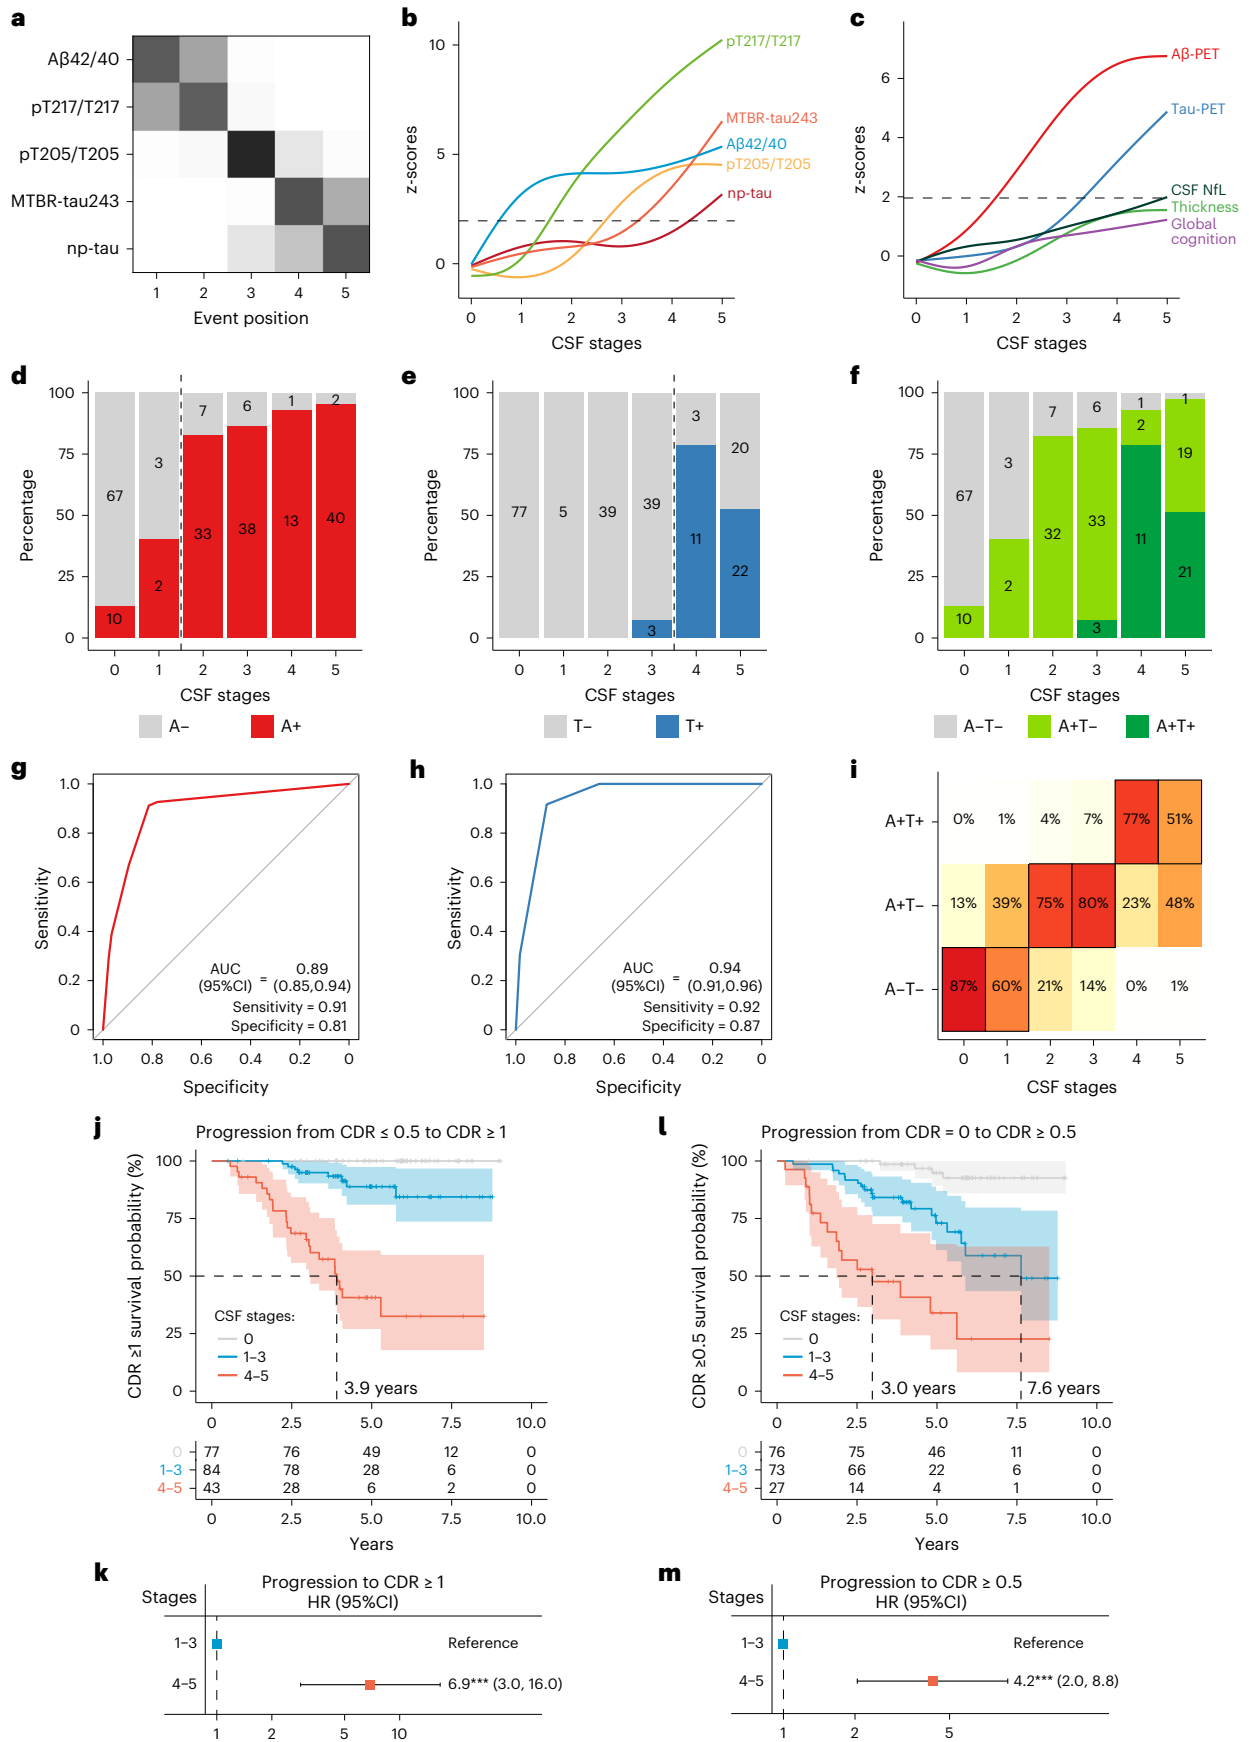 a
Aβ42/40
pT217/T217
pT205/T205
MTBR-tau243
np-tau
1 2 3 4 5
Event position
b
z-scores
10
5
0
pT217/T217
MTBR-tau243
Aβ42/40
pT205/T205
np-tau
0 1 2 3 4 5
CSF stages
c
z-scores
6
4
2
0
Aβ-PET
Tau-PET
CSF NfL
Thickness
Global
cognition
0 1 2 3 4 5
CSF stages
d
Percentage
100
75
50
25
0
67 3 7 6 1 2
10 2 33 38 13 40
0 1 2 3 4 5
CSF stages
A– A+
e
Percentage
100
75
50
25
0
77 5 39 39 3 20
3 11 22
0 1 2 3 4 5
CSF stages
T– T+
f
Percentage
100
75
50
25
0
67 3 7 6 1 1
10 2 32 33 2 19
3 11 21
0 1 2 3 4 5
CSF stages
A–T– A+T– A+T+
g
Sensitivity
1.0
0.8
0.6
0.4
0.2
0
AUC (95%CI) = 0.89 (0.85,0.94)
Sensitivity = 0.91
Specificity = 0.81
1.0 0.8 0.6 0.4 0.2 0
Specificity
h
Sensitivity
1.0
0.8
0.6
0.4
0.2
0
AUC (95%CI) = 0.94 (0.91,0.96)
Sensitivity = 0.92
Specificity = 0.87
1.0 0.8 0.6 0.4 0.2 0
Specificity
i
A+T+ 0% 1% 4% 7% 77% 51%
A+T– 13% 39% 75% 80% 23% 48%
A–T– 87% 60% 21% 14% 0% 1%
0 1 2 3 4 5
CSF stages
j
Progression from CDR ≤ 0.5 to CDR ≥ 1
CDR ≥1 survival probability (%)
100
75
50
25
0
CSF stages:
0
1–3
4–5
3.9 years
0 2.5 5.0 7.5 10.0
0 77 76 49 12 0
1–3 84 78 28 6 0
4–5 43 28 6 2 0
0 2.5 5.0 7.5 10.0
Years
l
Progression from CDR = 0 to CDR ≥ 0.5
CDR ≥0.5 survival probability (%)
100
75
50
25
0
CSF stages:
0
1–3
4–5
3.0 years 7.6 years
0 2.5 5.0 7.5 10.0
0 76 75 46 11 0
1–3 73 66 22 6 0
4–5 27 14 4 1 0
0 2.5 5.0 7.5 10.0
Years
k
Progression to CDR ≥ 1
Stages HR (95%CI)
1–3 Reference
4–5 6.9*** (3.0, 16.0)
1 2 5 10
m
Progression to CDR ≥ 0.5
Stages HR (95%CI)
1–3 Reference
4–5 4.2*** (2.0, 8.8)
1 2 5